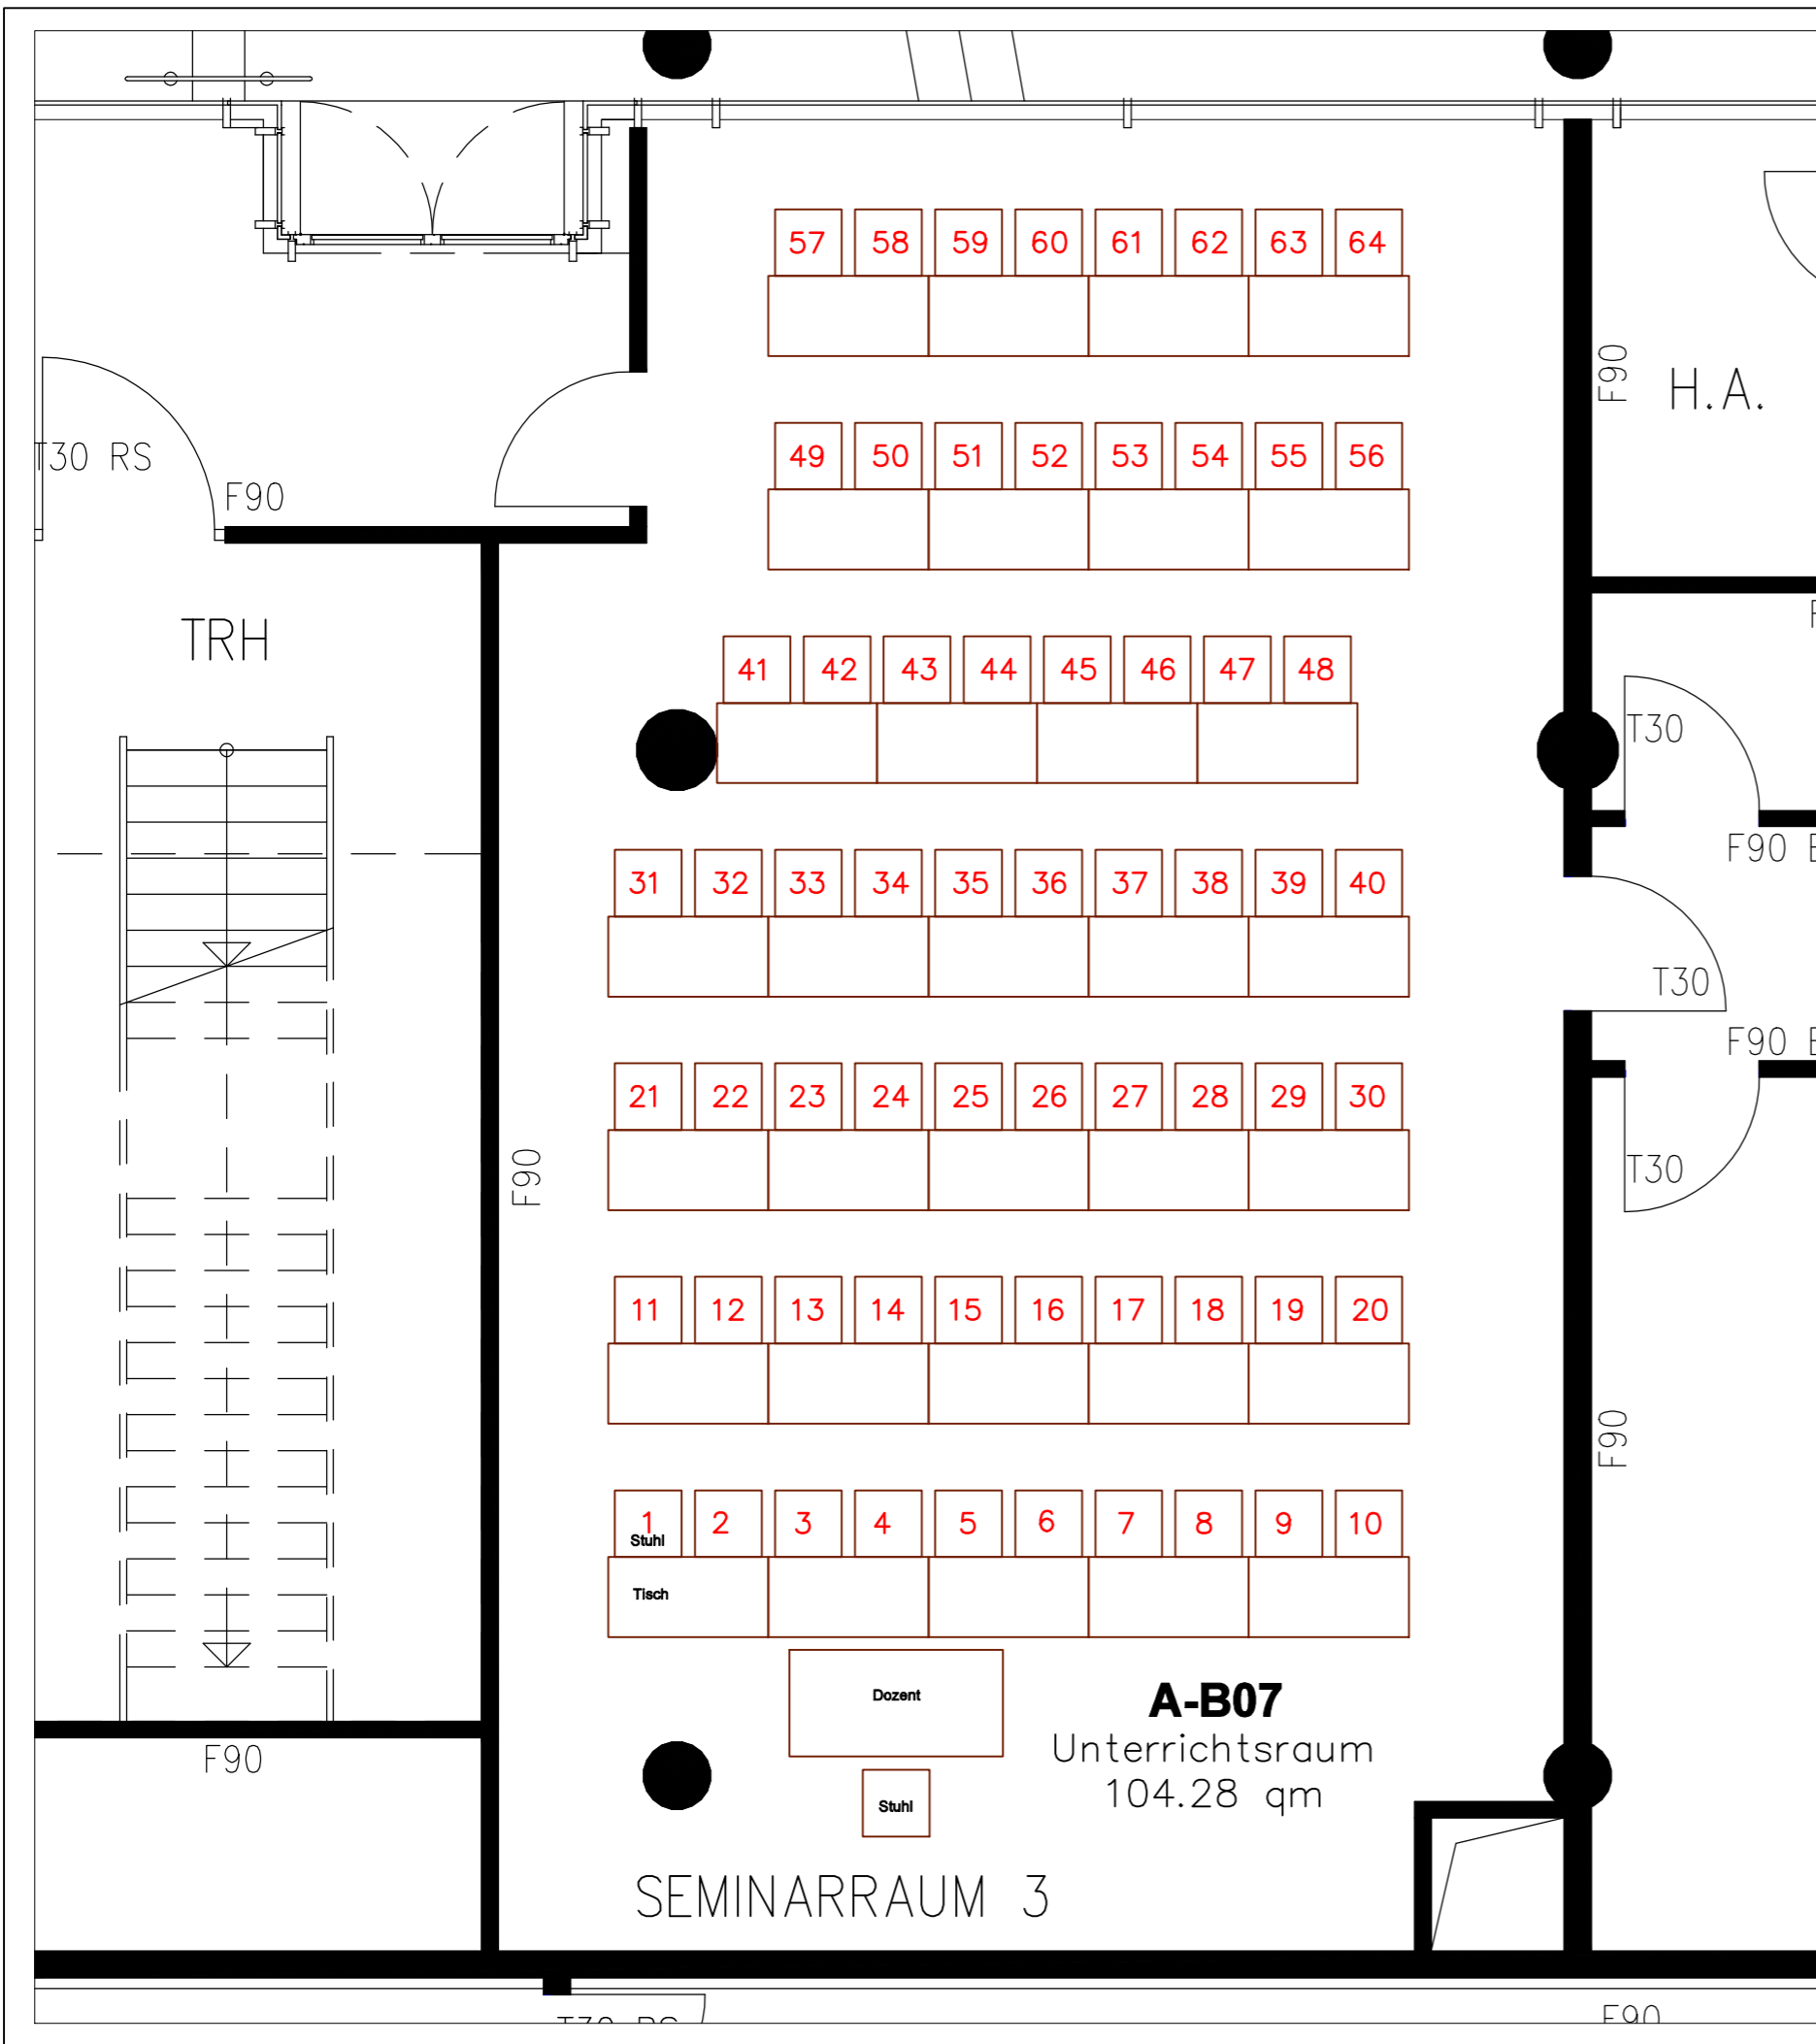 57 58 59 60 61 62 63 64
F90
H.A.
49 50 51 52 53 54 55 56
T30 RS
F90
TRH
41 42 43 44 45 46 47 48
T30
F90
31 32 33 34 35 36 37 38 39 40
T30
F90
21 22 23 24 25 26 27 28 29 30
F90
T30
11 12 13 14 15 16 17 18 19 20
F90
1 2 3 4 5 6 7 8 9 10
Stuhl
Tisch
Dozent
A-B07
Unterrichtsraum
104.28 qm
F90
Stuhl
SEMINARRAUM 3
T30 RS
F90